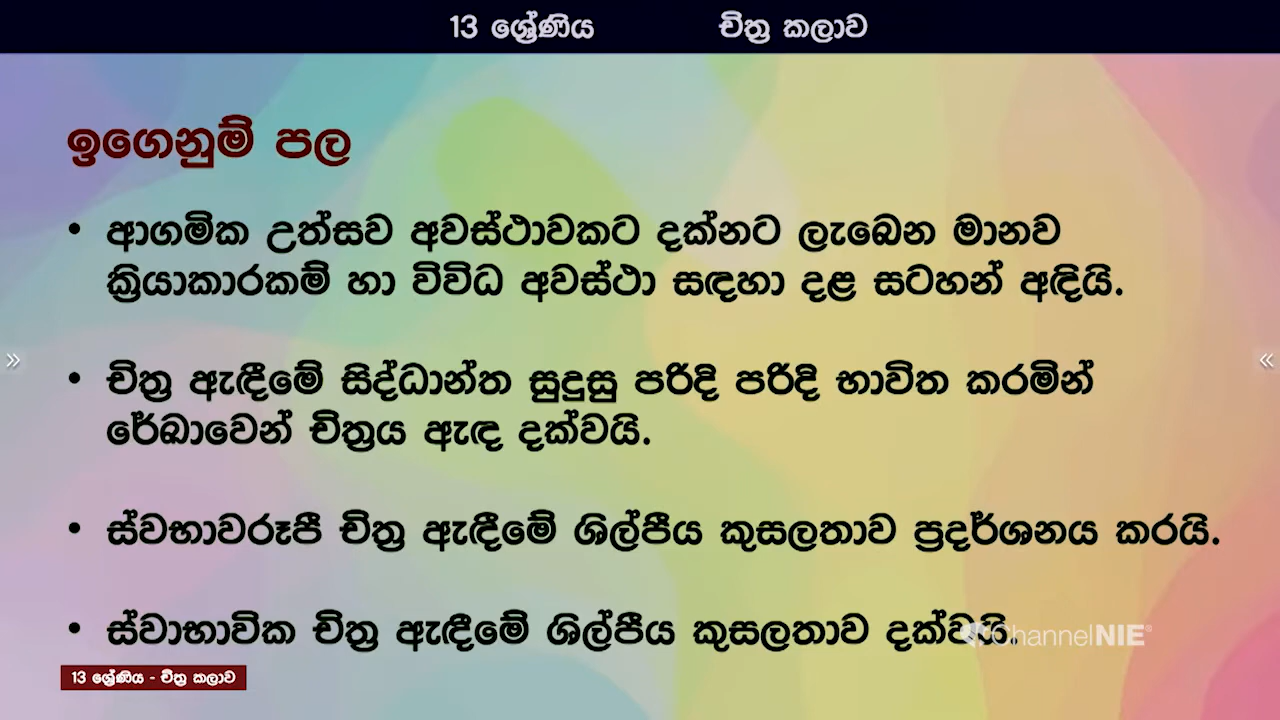 13 ශ්‍රේණිය චිත්‍ර කලාව
ඉගෙනුම් පල
• ආගමික උත්සව අවස්ථාවකට දක්නට ලැබෙන මානව
ක්‍රියාකාරකම් හා විවිධ අවස්ථා සඳහා දළ සටහන් අඳියි.
• චිත්‍ර ඇඳීමේ සිද්ධාන්ත සුදුසු පරිදි පරිදි භාවිත කරමින්
රේඛාවෙන් චිත්‍රය ඇඳ දක්වයි.
• ස්වභාවරූපී චිත්‍ර ඇඳීමේ ශිල්පීය කුසලතාව ප්‍රදර්ශනය කරයි.
• ස්වාභාවික චිත්‍ර ඇඳීමේ ශිල්පීය කුසලතාව දක්වයි.
ChannelNIE®
13 ශ්‍රේණිය - චිත්‍ර කලාව